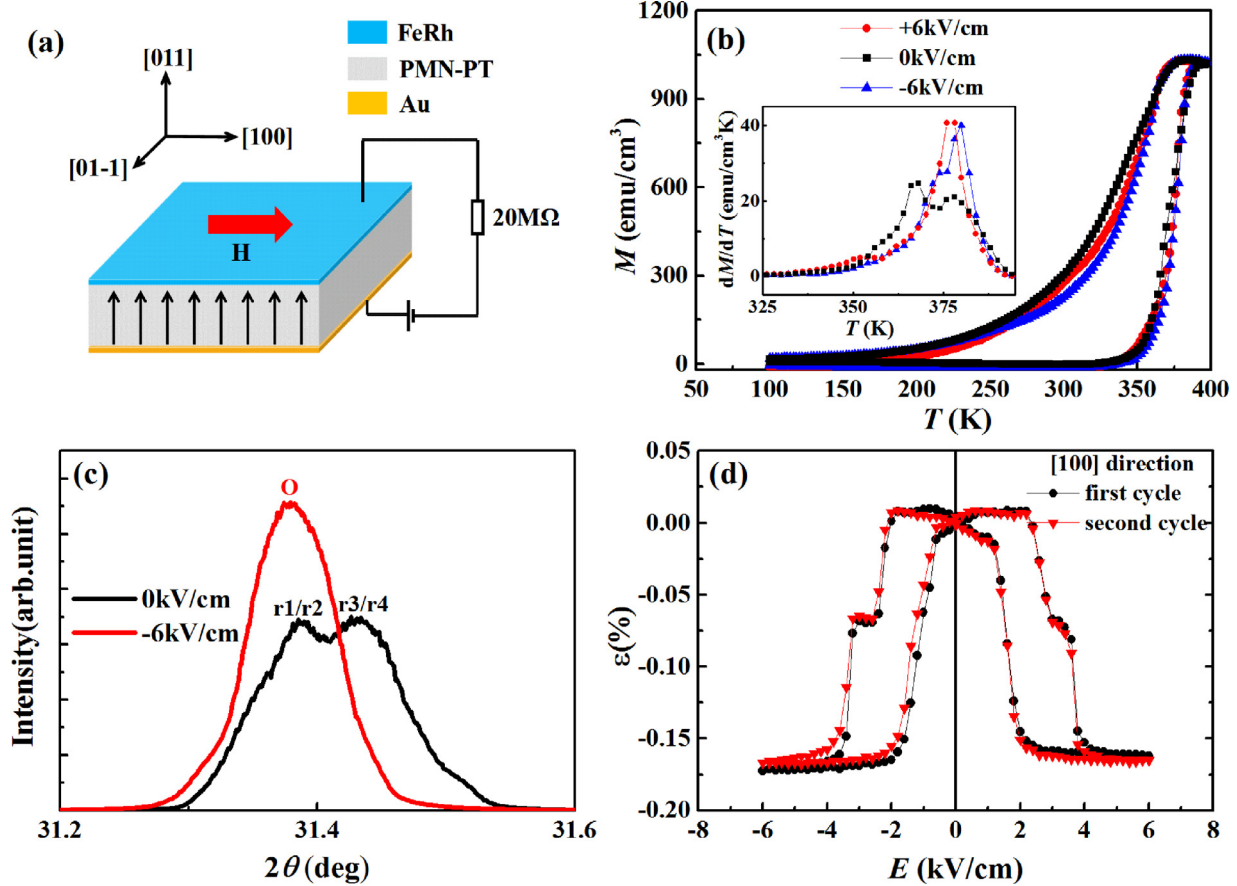 (a)
[011]
[100]
[01-1]
FeRh
PMN-PT
Au
H
20MΩ
(b)
+6kV/cm
0kV/cm
-6kV/cm
M (emu/cm³)
1200
900
600
300
0
50 100 150 200 250 300 350 400
T (K)
dM/dT (emu/cm³K)
40
20
0
325 350 375
T (K)
(c)
O
r1/r2 r3/r4
0kV/cm
-6kV/cm
Intensity(arb.unit)
31.2 31.4 31.6
2θ (deg)
(d)
[100] direction
first cycle
second cycle
ε(%)
0.05
0.00
-0.05
-0.10
-0.15
-0.20
-8 -6 -4 -2 0 2 4 6 8
E (kV/cm)